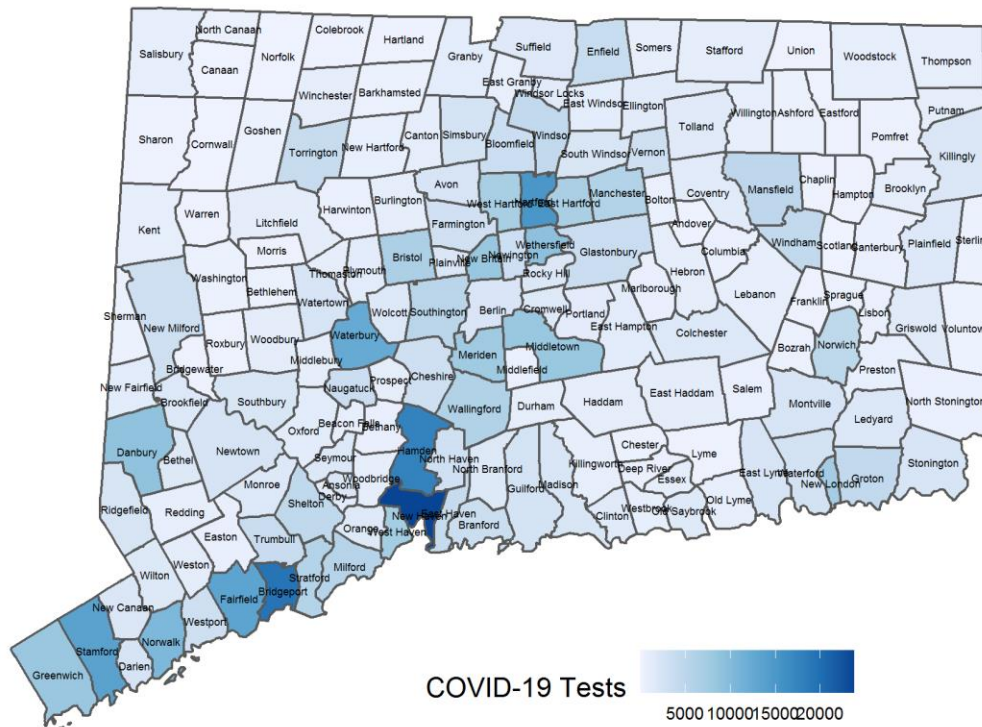 North Canaan
Colebrook
Hartland
Suffield
Enfield
Somers
Stafford
Union
Woodstock
Thompson
Salisbury
Norfolk
Granby
Canaan
East Granby
Windsor Locks
Winchester
Barkhamsted
East Windsor
Ellington
Willington
Ashford
Eastford
Putnam
Sharon
Cornwall
Goshen
Torrington
New Hartford
Canton
Simsbury
Bloomfield
Windsor
South Windsor
Vernon
Tolland
Pomfret
Killingly
Avon
West Hartford
East Hartford
Manchester
Bolton
Coventry
Mansfield
Chaplin
Hampton
Brooklyn
Kent
Warren
Litchfield
Harwinton
Burlington
Farmington
Andover
Morris
Bristol
Plainville
New Britain
Newington
Wethersfield
Glastonbury
Columbia
Windham
Scotland
Canterbury
Plainfield
Sterlin
Washington
Bethlehem
Thomaston
Plymouth
Rocky Hill
Hebron
Marlborough
Lebanon
Franklin
Sprague
Lisbon
Sherman
New Milford
Watertown
Wolcott
Southington
Berlin
Cromwell
Portland
East Hampton
Colchester
Griswold
Voluntow
Roxbury
Woodbury
Waterbury
Middlebury
Meriden
Middletown
Middlefield
Bozrah
Norwich
Preston
Bridgewater
New Fairfield
Brookfield
Southbury
Naugatuck
Prospect
Cheshire
Wallingford
Durham
Haddam
East Haddam
Salem
Montville
North Stonington
Ledyard
Danbury
Bethel
Newtown
Oxford
Beacon Falls
Bethany
Hamden
North Haven
Seymour
Woodbridge
North Branford
Guilford
Madison
Killingworth
Chester
Deep River
Essex
Lyme
East Lyme
Waterford
New London
Groton
Stonington
Ridgefield
Redding
Monroe
Ansonia
Derby
Shelton
Orange
New Haven
East Haven
West Haven
Branford
Clinton
Westbrook
Old Saybrook
Old Lyme
Easton
Trumbull
Milford
Stratford
Wilton
Weston
Fairfield
Bridgeport
New Canaan
Westport
Norwalk
Stamford
Darien
Greenwich
COVID-19 Tests
5000 10000 15000 20000